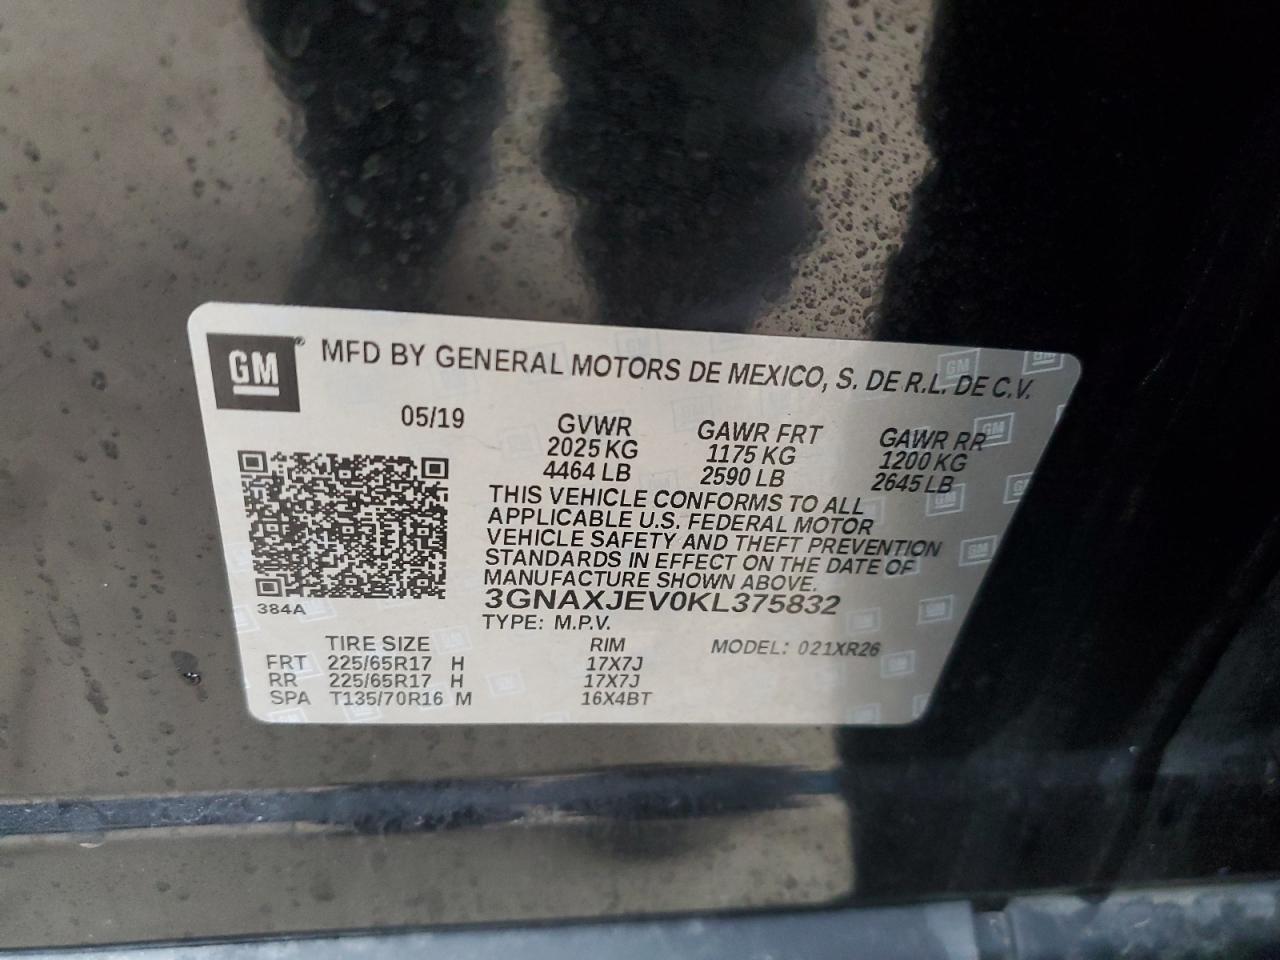 GM® MFD BY GENERAL MOTORS DE MEXICO, S. DE R.L. DE C.V.
05/19 GVWR GAWR FRT GAWR RR
2025 KG 1175 KG 1200 KG
4464 LB 2590 LB 2645 LB
THIS VEHICLE CONFORMS TO ALL
APPLICABLE U.S. FEDERAL MOTOR
VEHICLE SAFETY AND THEFT PREVENTION
STANDARDS IN EFFECT ON THE DATE OF
MANUFACTURE SHOWN ABOVE.
384A 3GNAXJEV0KL375832
TYPE: M.P.V.
TIRE SIZE RIM MODEL: 021XR26
FRT 225/65R17 H 17X7J
RR 225/65R17 H 17X7J
SPA T135/70R16 M 16X4BT